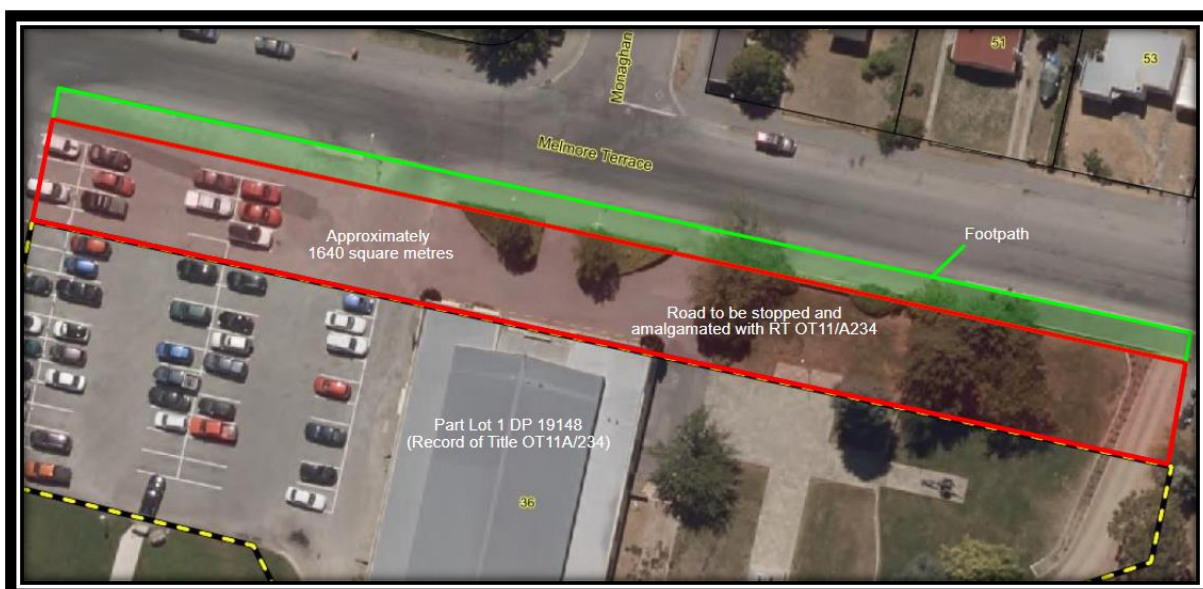 Monaghan
51
53
Melmore Terrace
Approximately
1640 square metres
Footpath
Road to be stopped and
amalgamated with RT OT11/A234
Part Lot 1 DP 19148
(Record of Title OT11A/234)
36